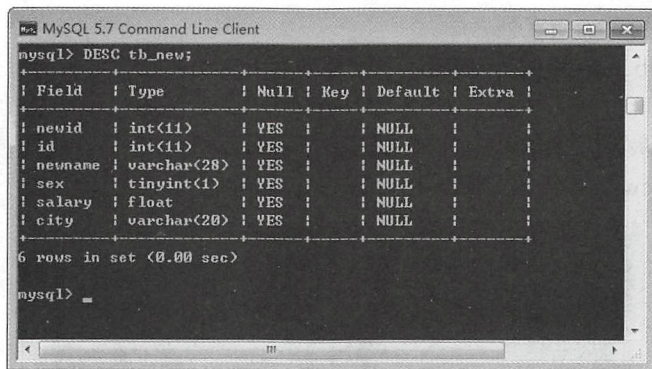 MySQL 5.7 Command Line Client
mysql> DESC tb_new;
+---------+-------------+------+-----+---------+-------+
| Field | Type | Null | Key | Default | Extra |
+---------+-------------+------+-----+---------+-------+
| newid | int(11) | YES | | NULL | |
| id | int(11) | YES | | NULL | |
| newname | varchar(28) | YES | | NULL | |
| sex | tinyint(1) | YES | | NULL | |
| salary | float | YES | | NULL | |
| city | varchar(20) | YES | | NULL | |
+---------+-------------+------+-----+---------+-------+
6 rows in set (0.00 sec)
mysql> _